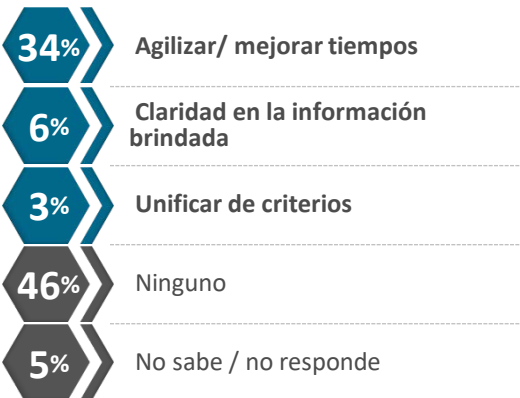 34% Agilizar/ mejorar tiempos
Claridad en la información
6% brindada
3% Unificar de criterios
46% Ninguno
5% No sabe / no responde